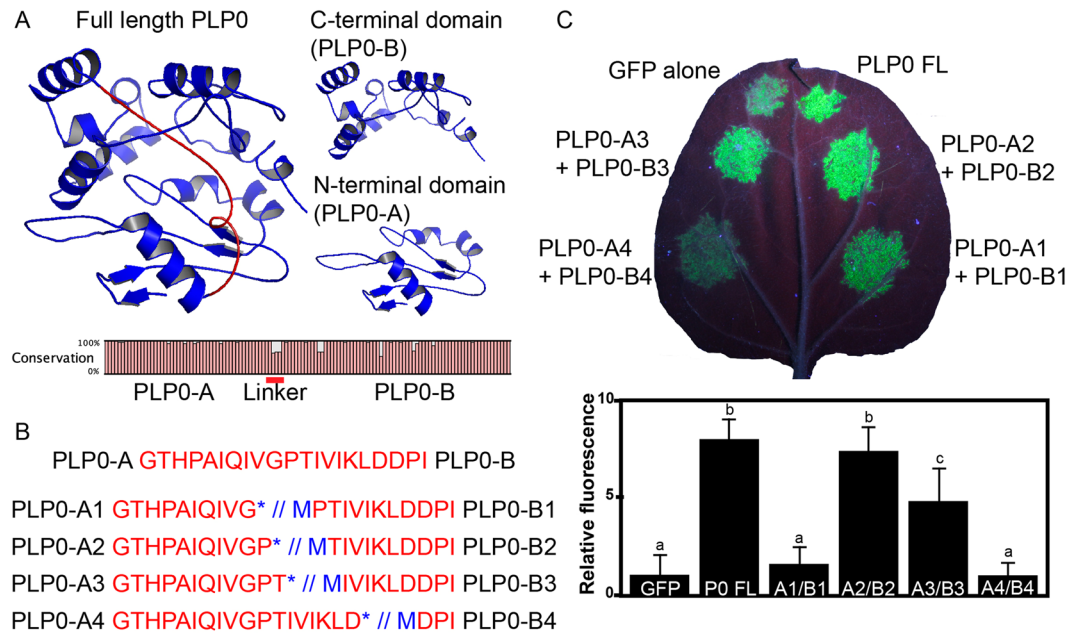 A
Full length PLP0
C-terminal domain
(PLP0-B)
N-terminal domain
(PLP0-A)
100%
Conservation
0%
PLP0-A
Linker
PLP0-B
B
PLP0-A GTHPAIQIVGPTIVIKLDDPI PLP0-B
PLP0-A1 GTHPAIQIVG* // MPTIVIKLDDPI PLP0-B1
PLP0-A2 GTHPAIQIVGP* // MTIVIKLDDPI PLP0-B2
PLP0-A3 GTHPAIQIVGPT* // MIVIKLDDPI PLP0-B3
PLP0-A4 GTHPAIQIVGPTIVIKLD* // MDPI PLP0-B4
C
GFP alone
PLP0 FL
PLP0-A3
+ PLP0-B3
PLP0-A2
+ PLP0-B2
PLP0-A4
+ PLP0-B4
PLP0-A1
+ PLP0-B1
Relative fluorescence
10
5
0
a
b
a
b
c
a
GFP
P0 FL
A1/B1
A2/B2
A3/B3
A4/B4